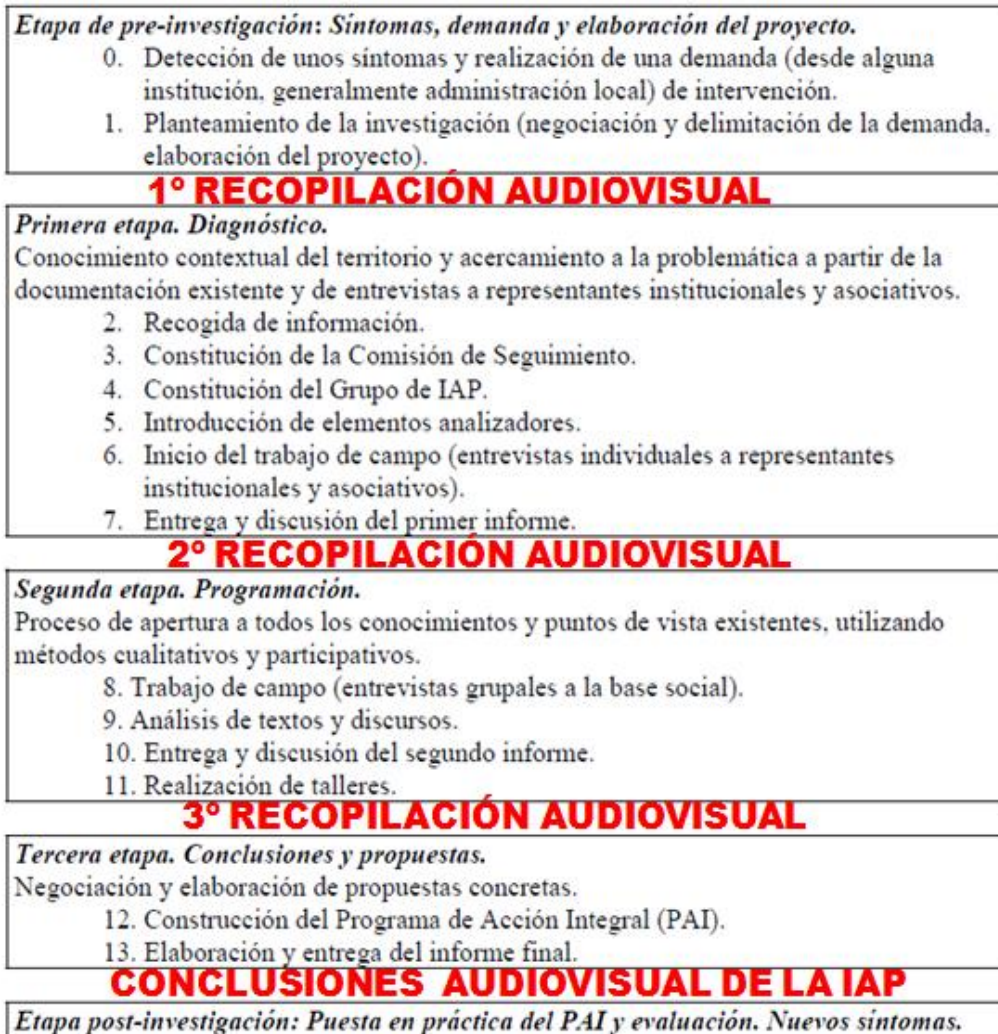 Etapa de pre-investigación: Síntomas, demanda y elaboración del proyecto.
0. Detección de unos síntomas y realización de una demanda (desde alguna
institución, generalmente administración local) de intervención.
1. Planteamiento de la investigación (negociación y delimitación de la demanda,
elaboración del proyecto).
1º RECOPILACIÓN AUDIOVISUAL
Primera etapa. Diagnóstico.
Conocimiento contextual del territorio y acercamiento a la problemática a partir de la
documentación existente y de entrevistas a representantes institucionales y asociativos.
2. Recogida de información.
3. Constitución de la Comisión de Seguimiento.
4. Constitución del Grupo de IAP.
5. Introducción de elementos analizadores.
6. Inicio del trabajo de campo (entrevistas individuales a representantes
institucionales y asociativos).
7. Entrega y discusión del primer informe.
2º RECOPILACIÓN AUDIOVISUAL
Segunda etapa. Programación.
Proceso de apertura a todos los conocimientos y puntos de vista existentes, utilizando
métodos cualitativos y participativos.
8. Trabajo de campo (entrevistas grupales a la base social).
9. Análisis de textos y discursos.
10. Entrega y discusión del segundo informe.
11. Realización de talleres.
3º RECOPILACIÓN AUDIOVISUAL
Tercera etapa. Conclusiones y propuestas.
Negociación y elaboración de propuestas concretas.
12. Construcción del Programa de Acción Integral (PAI).
13. Elaboración y entrega del informe final.
CONCLUSIONES AUDIOVISUAL DE LA IAP
Etapa post-investigación: Puesta en práctica del PAI y evaluación. Nuevos síntomas.